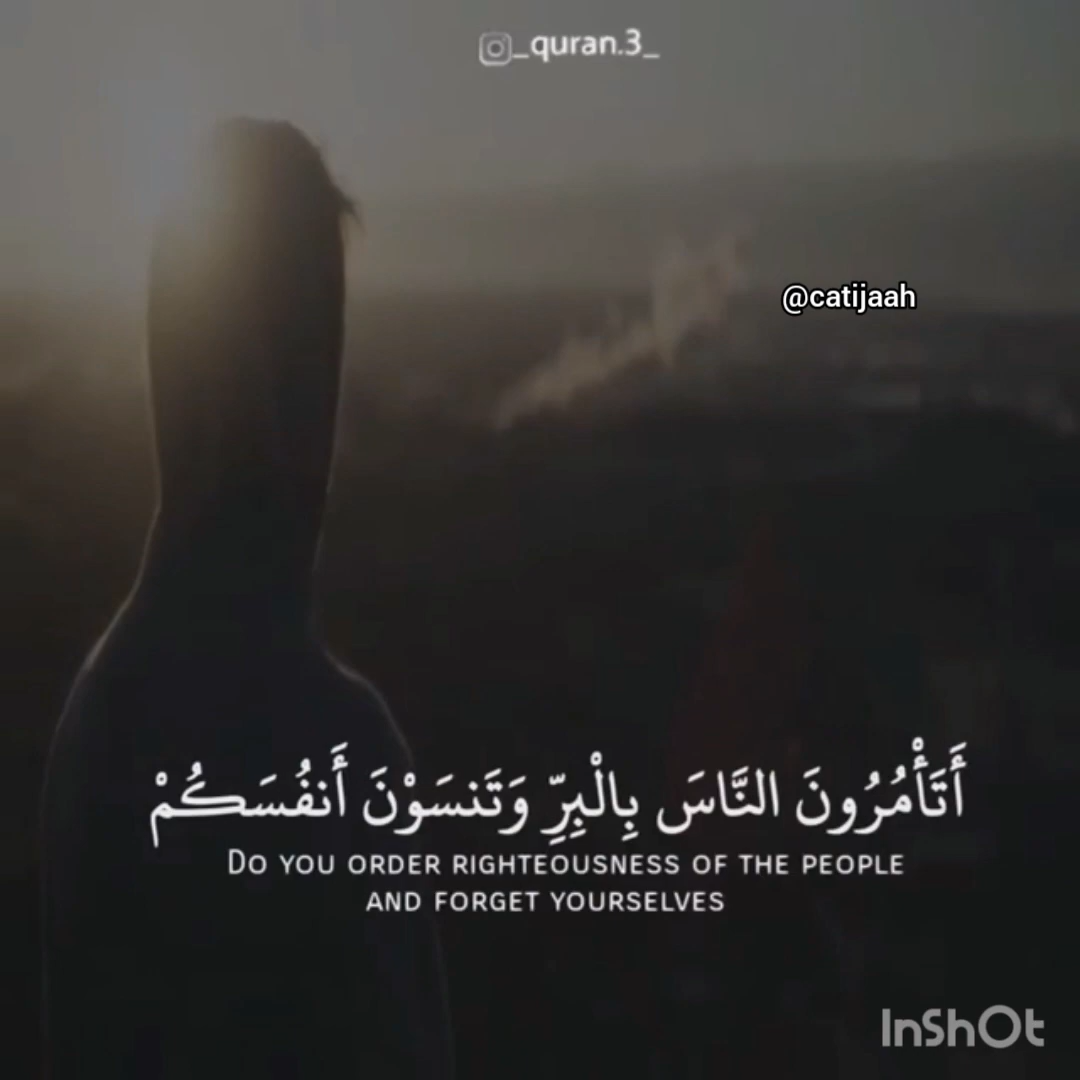 _quran.3_
@catijaah
أَتَأْمُرُونَ النَّاسَ بِالْبِرِّ وَتَنسَوْنَ أَنفُسَكُمْ
DO YOU ORDER RIGHTEOUSNESS OF THE PEOPLE
AND FORGET YOURSELVES
InShOt